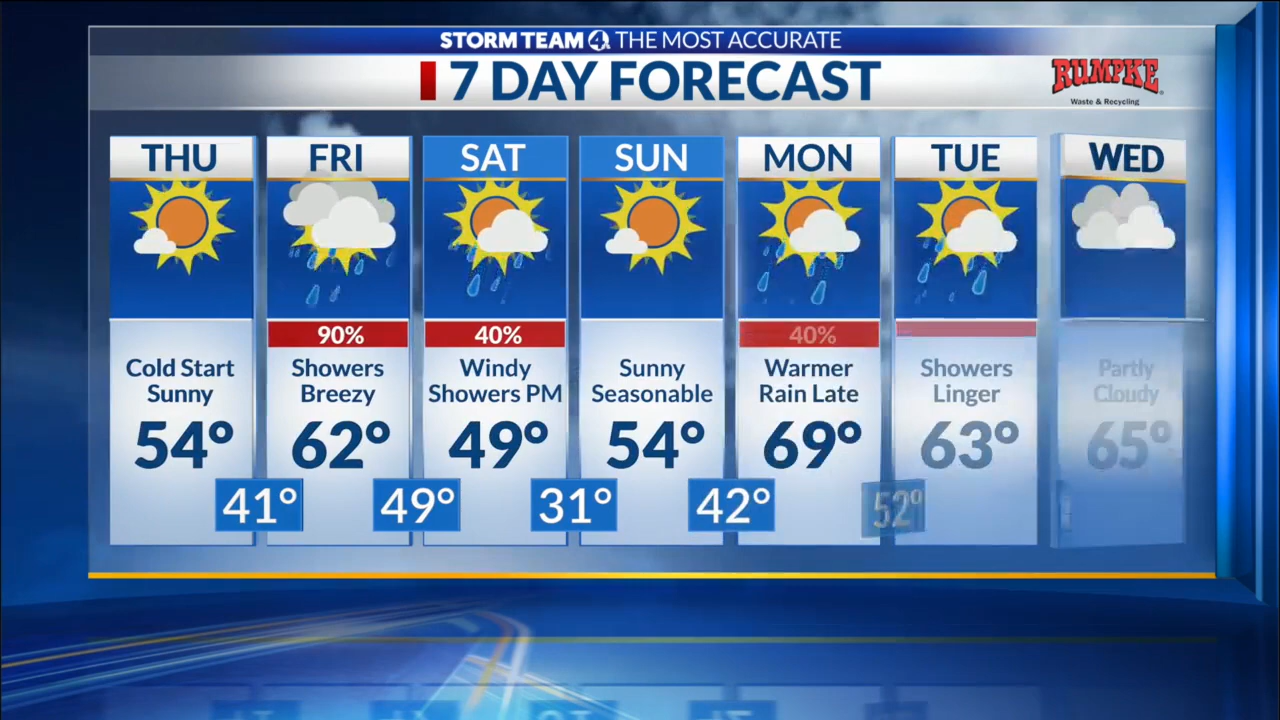 STORM TEAM 4 THE MOST ACCURATE
7 DAY FORECAST
RUMPKE
Waste & Recycling
THU
FRI
SAT
SUN
MON
TUE
WED
90%
40%
40%
Cold Start
Sunny
Showers
Breezy
Windy
Showers PM
Sunny
Seasonable
Warmer
Rain Late
Showers
Linger
Partly
Cloudy
54°
62°
49°
54°
69°
63°
65°
41°
49°
31°
42°
52°